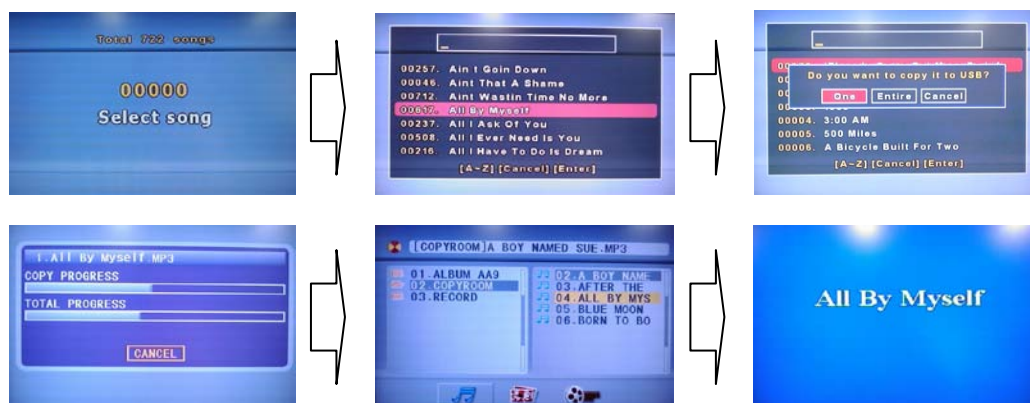 Total 722 songs
00000
Select song
00257. Ain t Goin Down
00046. Aint That A Shame
00712. Aint Wastin Time No More
00617. All By Myself
00237. All I Ask Of You
00508. All I Ever Need Is You
00216. All I Have To Do Is Dream
[A~Z] [Cancel] [Enter]
Do you want to copy it to USB?
One Entire Cancel
00004. 3:00 AM
00005. 500 Miles
00006. A Bicycle Built For Two
[A~Z] [Cancel] [Enter]
1.All By Myself.MP3
COPY PROGRESS
TOTAL PROGRESS
CANCEL
[COPYROOM]A BOY NAMED SUE.MP3
01.ALBUM AA9
02.COPYROOM
03.RECORD
02.A BOY NAME
03.AFTER THE
04.ALL BY MYS
05.BLUE MOON
06.BORN TO BO
All By Myself